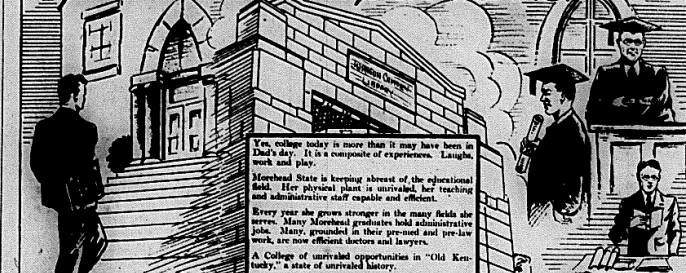 LIBRARY
Yes, college today is more than it may have been in
Dad's day. It is a composite of experiences. Laughs,
work and play.
Morehead State is keeping abreast of the educational
field. Her physical plant is unrivaled, her teaching
and administrative staff capable and efficient.
Every year she grows stronger in the many fields she
serves. Many Morehead graduates hold administrative
jobs. Many, grounded in their pre-med and pre-law
work, are now efficient doctors and lawyers.
A College of unrivaled opportunities in "Old Ken-
tucky," a state of unrivaled history.